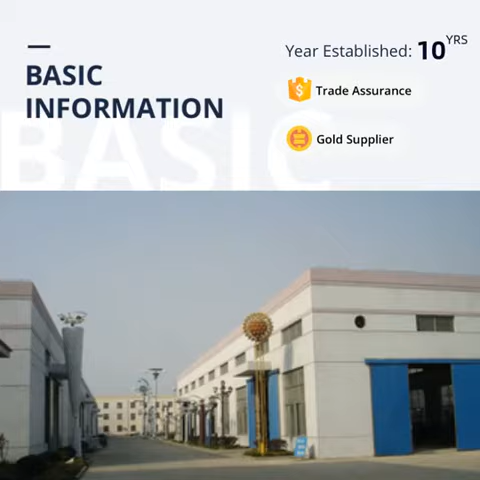 BASIC
INFORMATION
BASIC
Year Established: 10 YRS
Trade Assurance
Gold Supplier